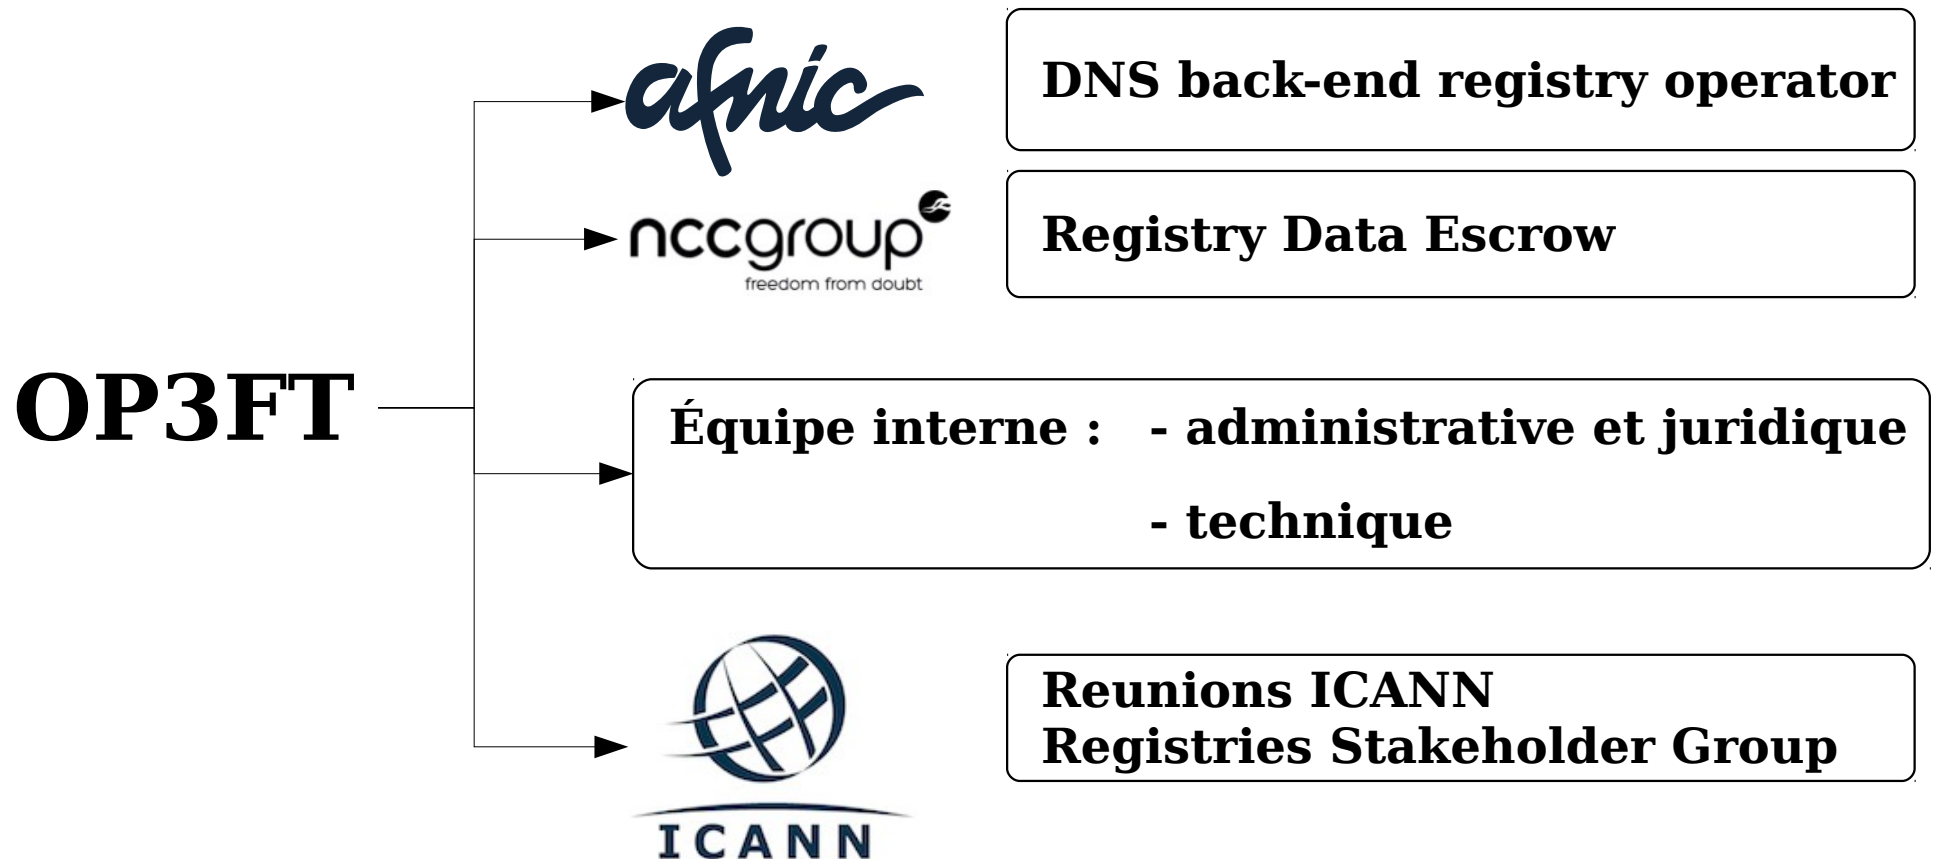 afnic
DNS back-end registry operator
nccgroup
freedom from doubt
Registry Data Escrow
OP3FT
Équipe interne : - administrative et juridique
- technique
Reunions ICANN
Registries Stakeholder Group
ICANN